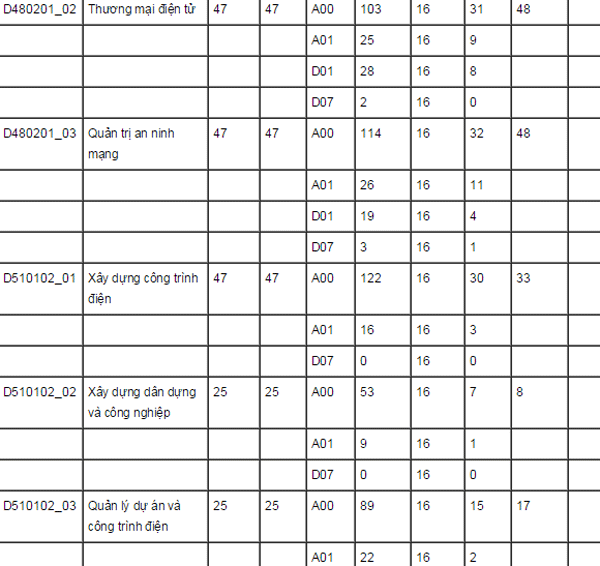 D480201_02 Thương mại điện tử 47 47 A00 103 16 31 48
A01 25 16 9
D01 28 16 8
D07 2 16 0
D480201_03 Quản trị an ninh 47 47 A00 114 16 32 48
mạng
A01 26 16 11
D01 19 16 4
D07 3 16 1
D510102_01 Xây dựng công trình 47 47 A00 122 16 30 33
điện
A01 16 16 3
D07 0 16 0
D510102_02 Xây dựng dân dụng 25 25 A00 53 16 7 8
và công nghiệp
A01 9 16 1
D07 0 16 0
D510102_03 Quản lý dự án và 25 25 A00 89 16 15 17
công trình điện
A01 22 16 2